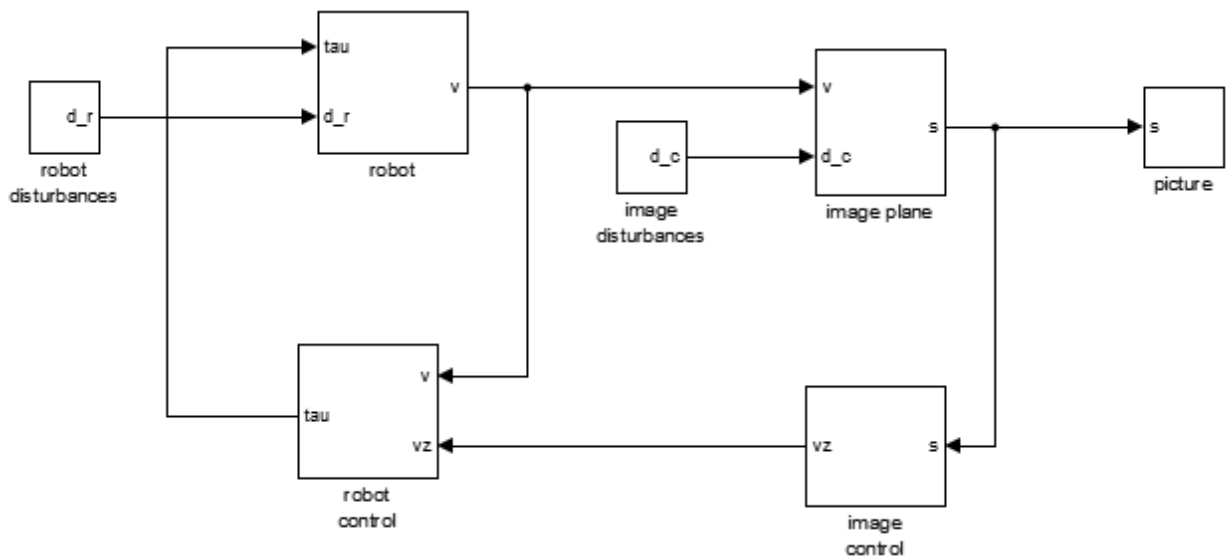 tau
d_r
v
robot
d_r
robot
disturbances
v
d_c
s
image plane
d_c
image
disturbances
s
picture
v
tau
vz
robot
control
vz
s
image
control